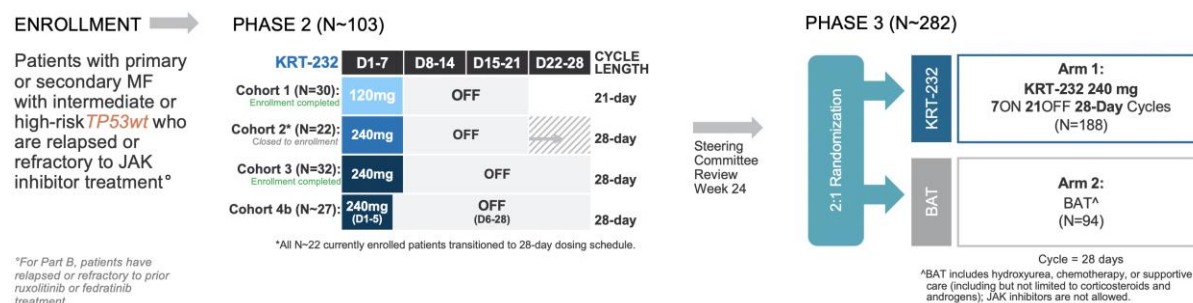 ENROLLMENT
Patients with primary
or secondary MF
with intermediate or
high-risk TP53wt who
are relapsed or
refractory to JAK
inhibitor treatment°
°For Part B, patients have
relapsed or refractory to prior
ruxolitinib or fedratinib
treatment
PHASE 2 (N~103)
KRT-232 D1-7 D8-14 D15-21 D22-28 CYCLE
LENGTH
Cohort 1 (N=30): 120mg OFF 21-day
Enrollment completed
Cohort 2* (N=22): 240mg OFF 28-day
Closed to enrollment
Cohort 3 (N=32): 240mg OFF 28-day
Enrollment completed
Cohort 4b (N~27): 240mg OFF 28-day
(D1-5) (D6-28)
*All N~22 currently enrolled patients transitioned to 28-day dosing schedule.
Steering
Committee
Review
Week 24
PHASE 3 (N~282)
2:1 Randomization
KRT-232
Arm 1:
KRT-232 240 mg
7ON 21OFF 28-Day Cycles
(N=188)
BAT
Arm 2:
BAT^
(N=94)
Cycle = 28 days
^BAT includes hydroxyurea, chemotherapy, or supportive
care (including but not limited to corticosteroids and
androgens); JAK inhibitors are not allowed.